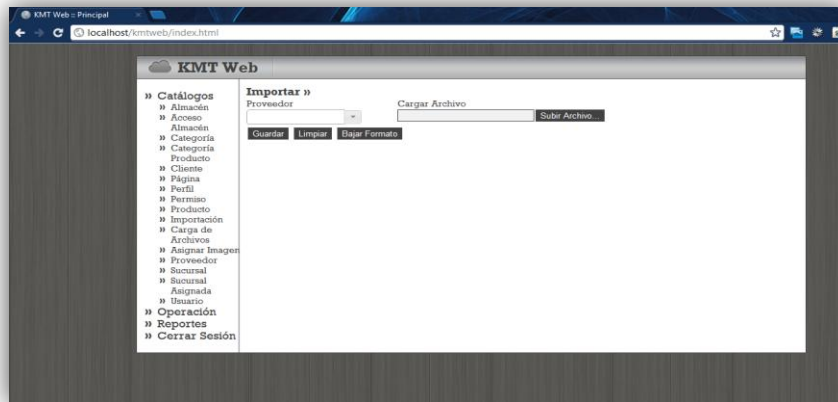 KMT Web :: Principal
localhost/kmtweb/index.html
KMT Web
» Catálogos
» Almacén
» Acceso
Almacén
» Categoría
» Categoría
Producto
» Cliente
» Página
» Perfil
» Permiso
» Producto
» Importación
» Carga de
Archivos
» Asignar Imagen
» Proveedor
» Sucursal
» Sucursal
Asignada
» Usuario
» Operación
» Reportes
» Cerrar Sesión
Importar »
Proveedor
Cargar Archivo
Subir Archivo...
Guardar
Limpiar
Bajar Formato